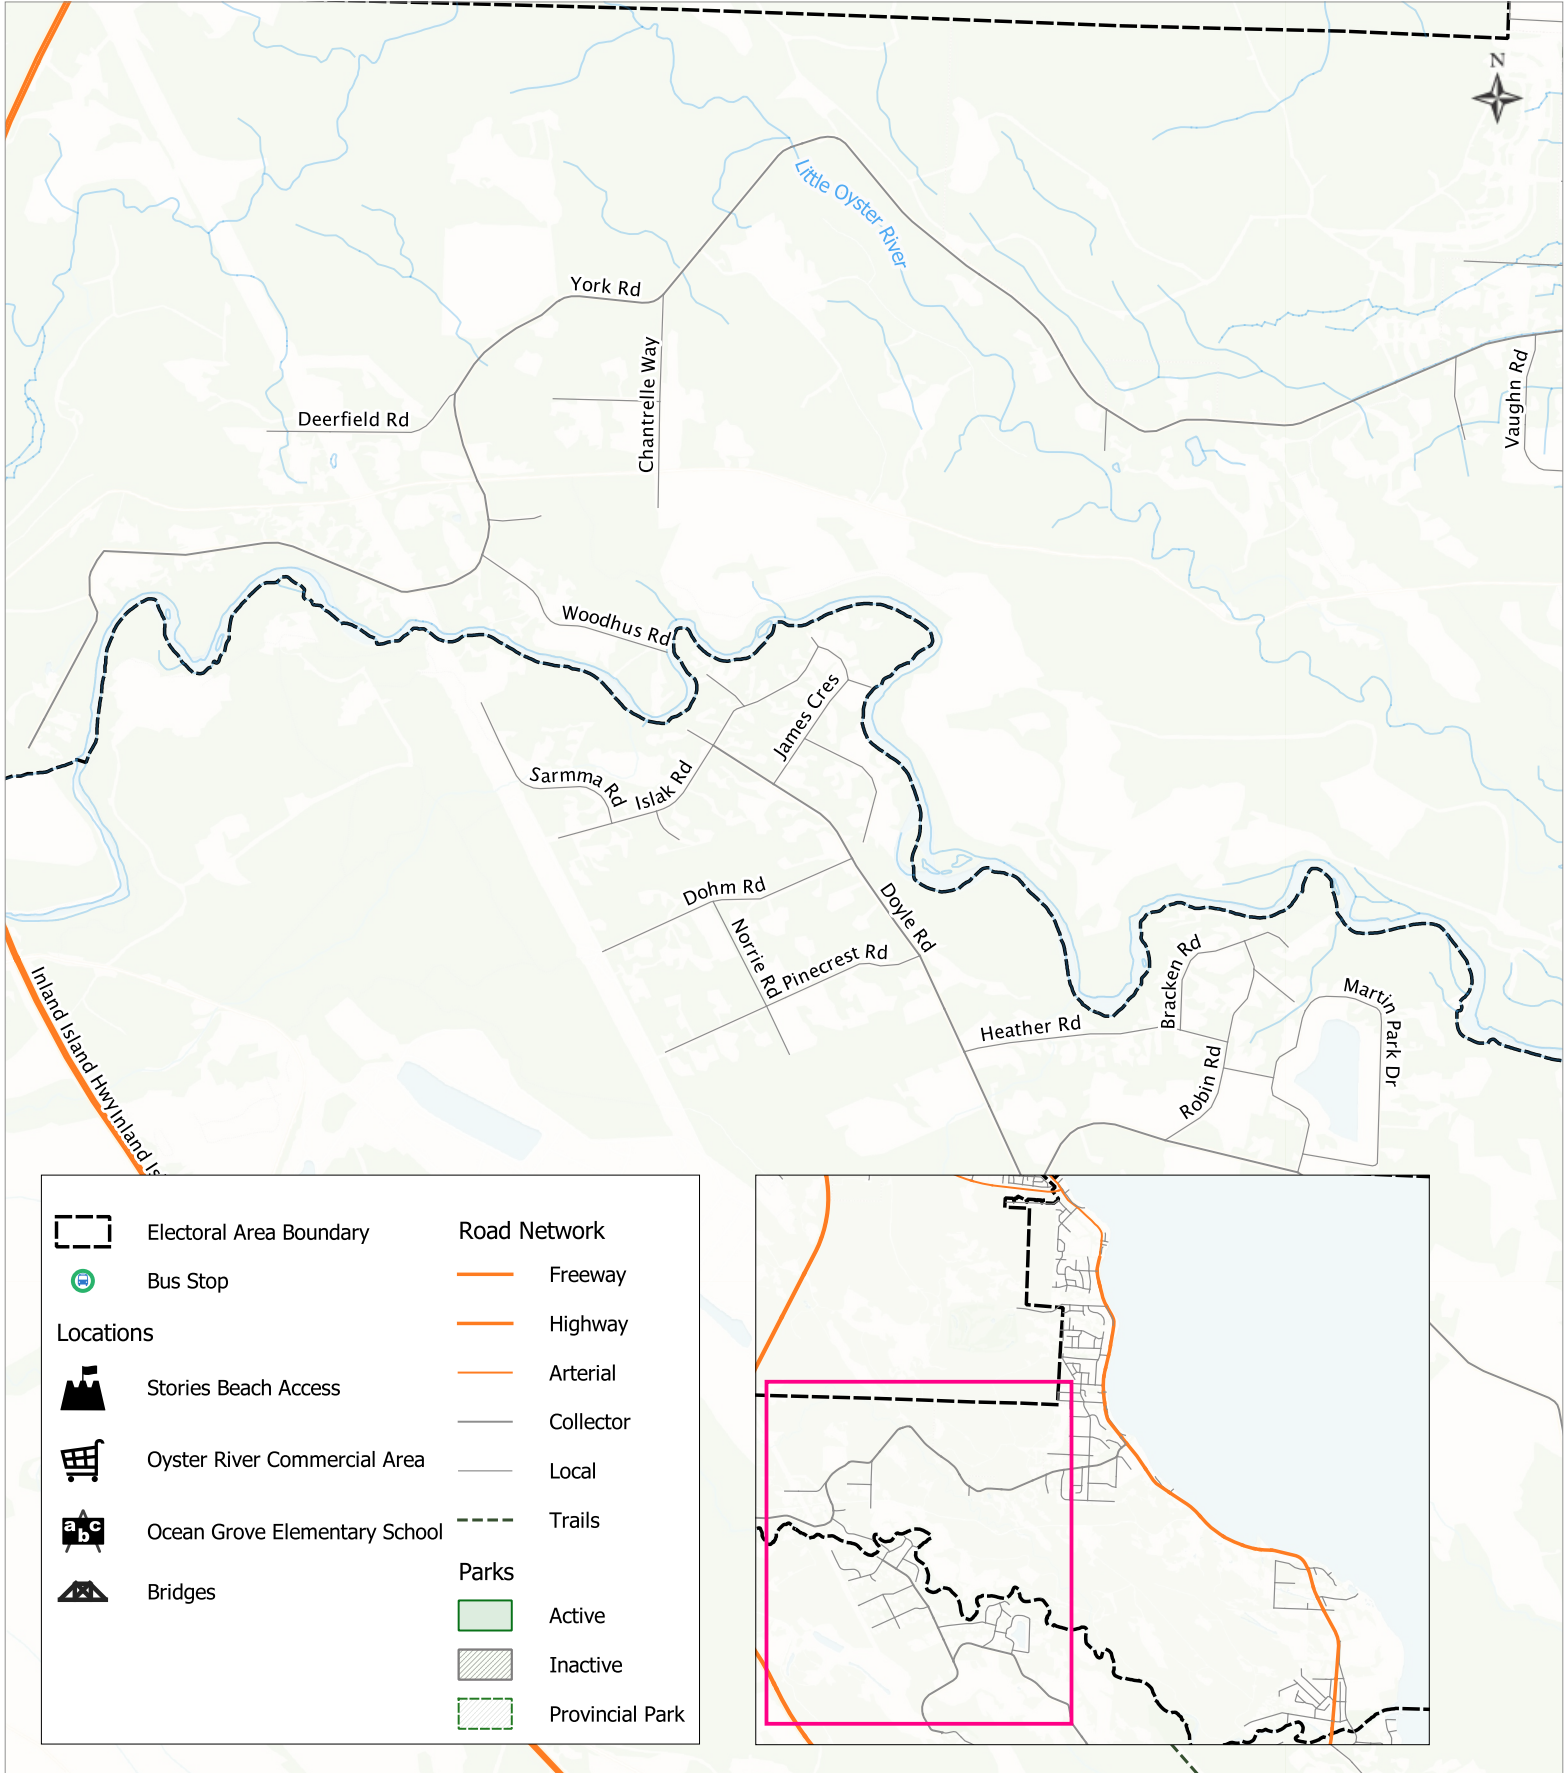 N
Little Oyster River
York Rd
Chantrelle Way
Vaughn Rd
Deerfield Rd
Woodhus Rd
James Cres
Sarmma Rd
Islak Rd
Dohm Rd
Doyle Rd
Norrie Rd
Pinecrest Rd
Bracken Rd
Heather Rd
Martin Park Dr
Robin Rd
Inland Island Hwy
Inland Is
Electoral Area Boundary
Bus Stop
Locations
Stories Beach Access
Oyster River Commercial Area
abc
Ocean Grove Elementary School
Bridges
Road Network
Freeway
Highway
Arterial
Collector
Local
Trails
Parks
Active
Inactive
Provincial Park